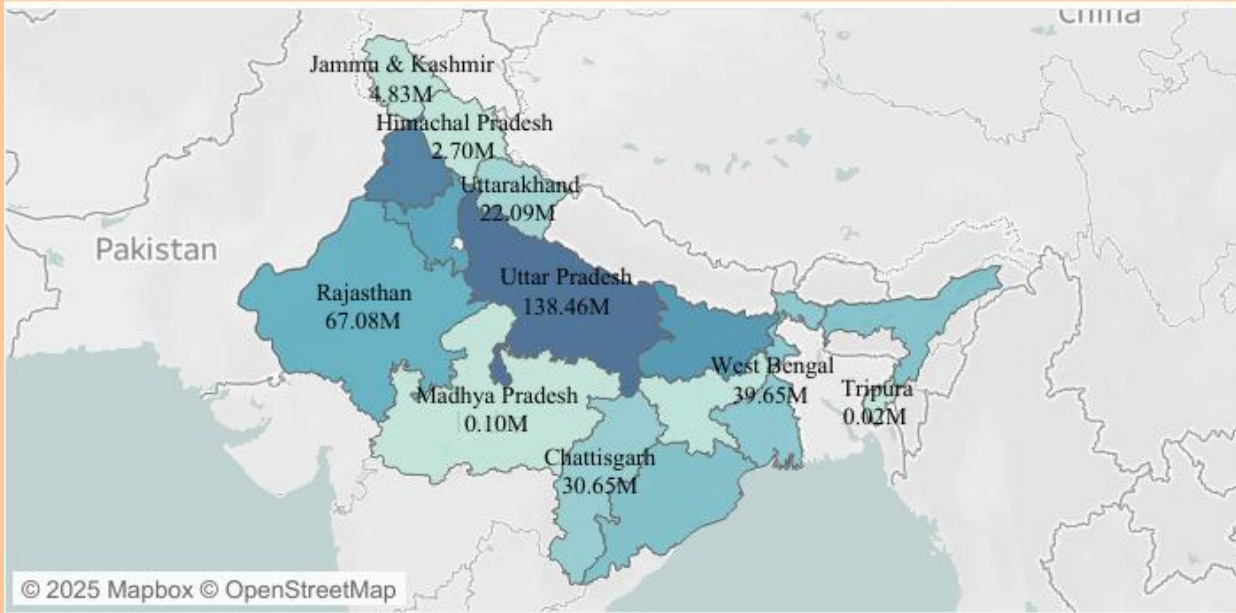 China
Jammu & Kashmir
4.83M
Himachal Pradesh
2.70M
Uttarakhand
22.09M
Pakistan
Uttar Pradesh
138.46M
Rajasthan
67.08M
West Bengal
39.65M
Tripura
0.02M
Madhya Pradesh
0.10M
Chattisgarh
30.65M
© 2025 Mapbox © OpenStreetMap